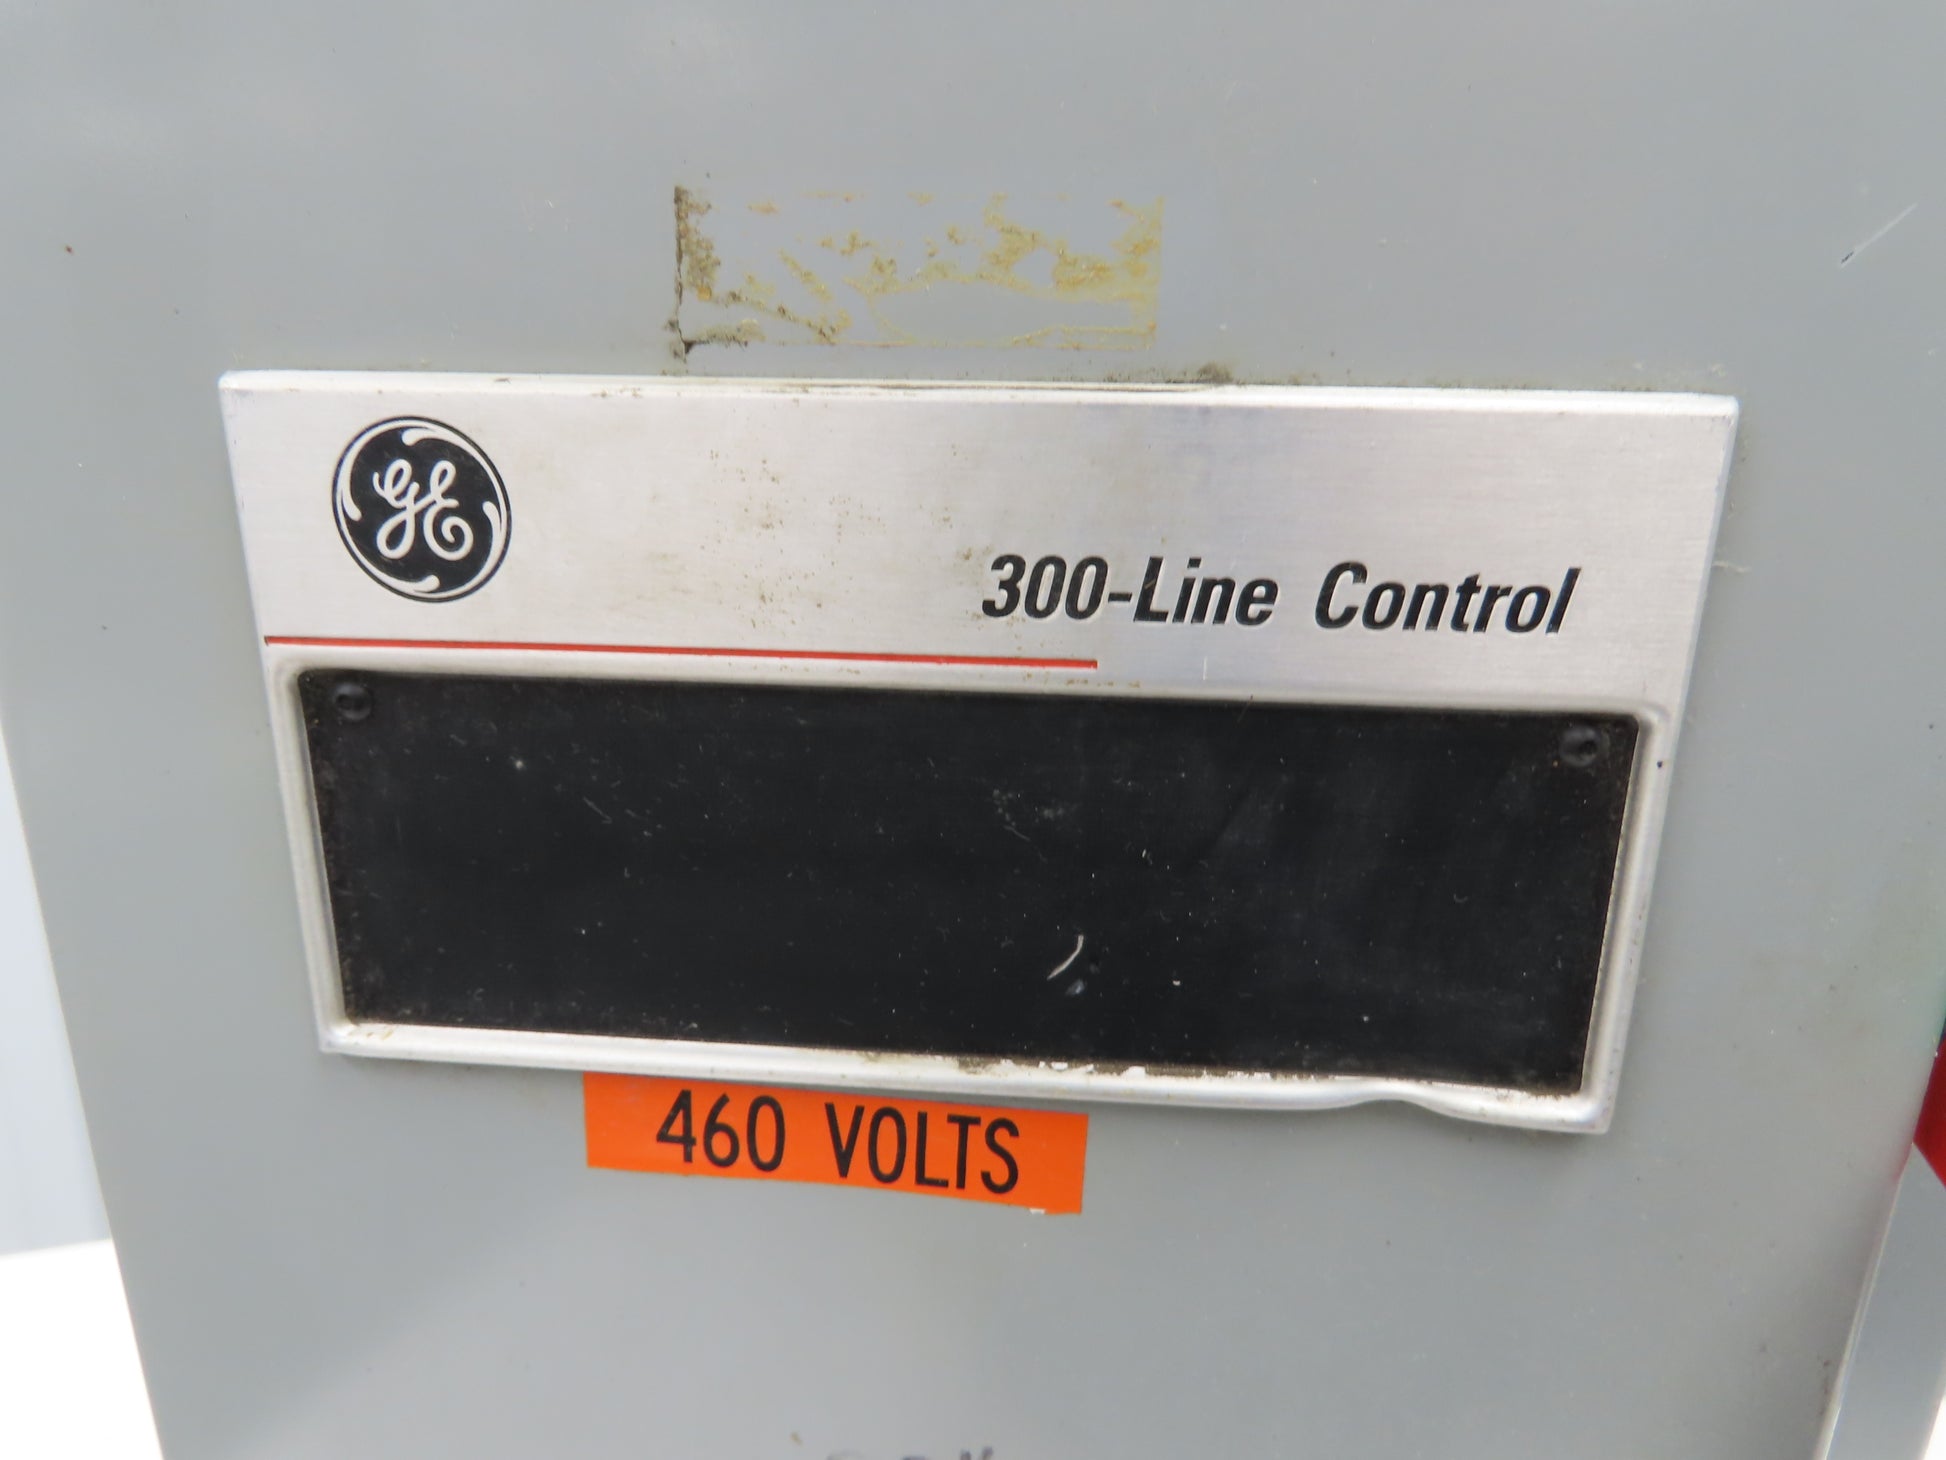 GE
300-Line Control
460 VOLTS